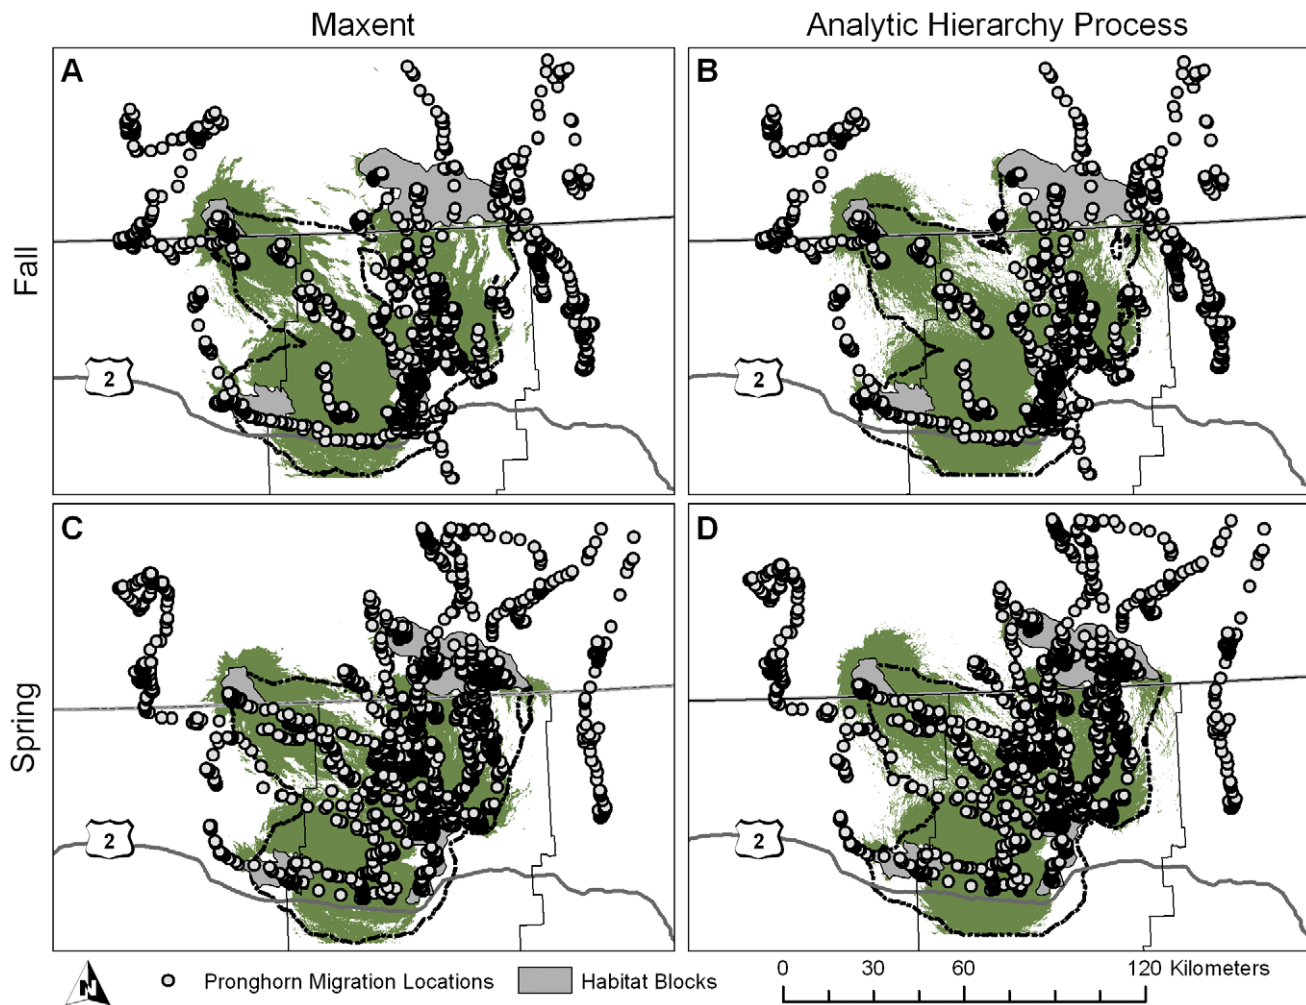 Maxent
Analytic Hierarchy Process
Fall
A
B
2
2
Spring
C
D
2
2
N
Pronghorn Migration Locations
Habitat Blocks
0 30 60 120 Kilometers